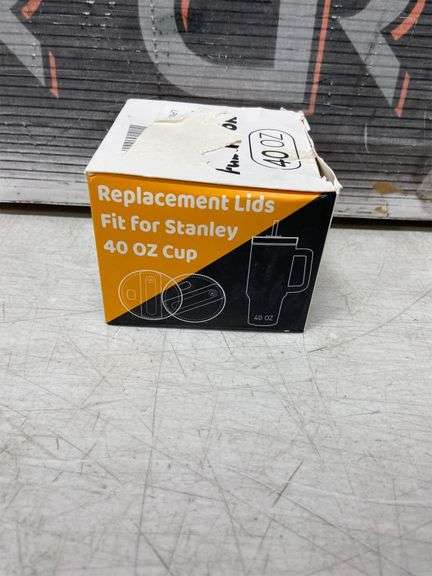 40 OZ
Replacement Lids
Fit for Stanley
40 OZ Cup
40 OZ